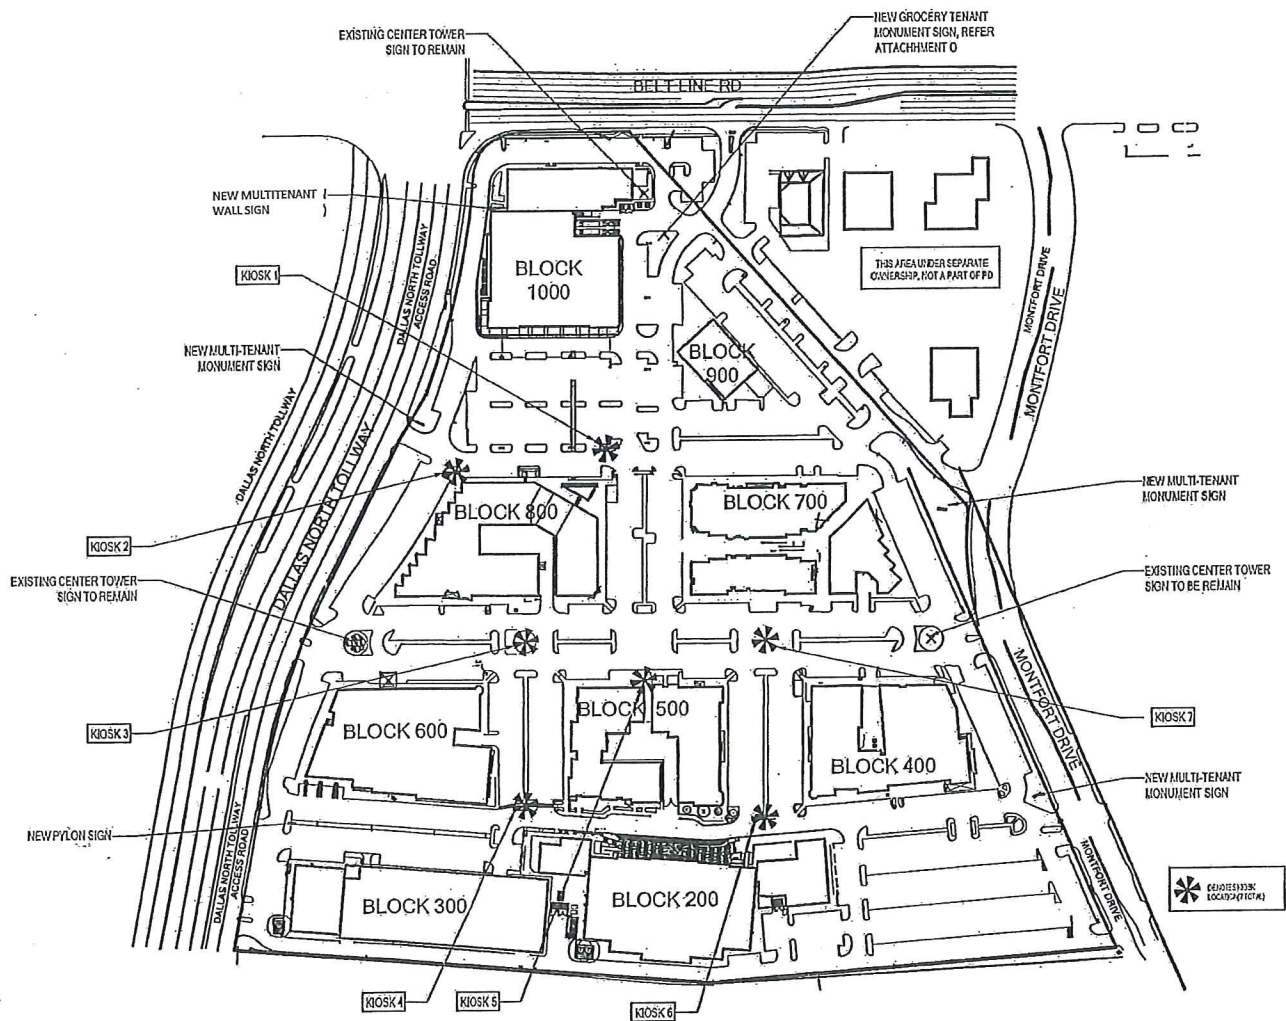 EXISTING CENTER TOWER
SIGN TO REMAIN
NEW GROCERY TENANT
MONUMENT SIGN, REFER
ATTACHMENT O
BELT LINE RD
NEW MULTITENANT
WALL SIGN
DALLAS NORTH TOLLWAY
ACCESS ROAD
BLOCK
1000
THIS AREA UNDER SEPARATE
OWNERSHIP, NOT A PART OF PD
MONTFORT DRIVE
MONTFORT DRIVE
KIOSK 1
NEW MULTI-TENANT
MONUMENT SIGN
BLOCK
900
DALLAS NORTH TOLLWAY
DALLAS NORTH TOLLWAY
BLOCK 800
BLOCK 700
NEW MULTI-TENANT
MONUMENT SIGN
KIOSK 2
EXISTING CENTER TOWER
SIGN TO REMAIN
EXISTING CENTER TOWER
SIGN TO BE REMAIN
MONTFORT DRIVE
KIOSK 3
BLOCK 600
BLOCK 500
BLOCK 400
KIOSK 7
NEW MULTI-TENANT
MONUMENT SIGN
NEW PYLON SIGN
DALLAS NORTH TOLLWAY
ACCESS ROAD
BLOCK 300
BLOCK 200
MONTFORT DRIVE
DENOTES KIOSK
KIOSK 4
KIOSK 5
KIOSK 6